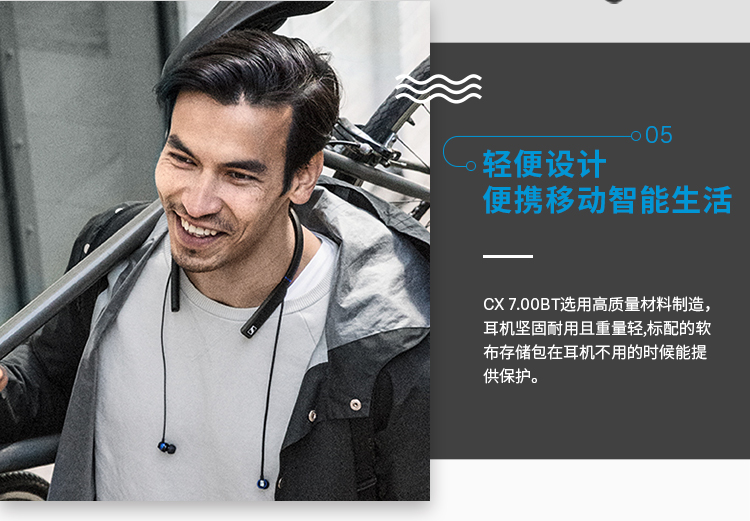 05
轻便设计
便携移动智能生活
CX 7.00BT选用高质量材料制造，
耳机坚固耐用且重量轻,标配的软
布存储包在耳机不用的时候能提
供保护。